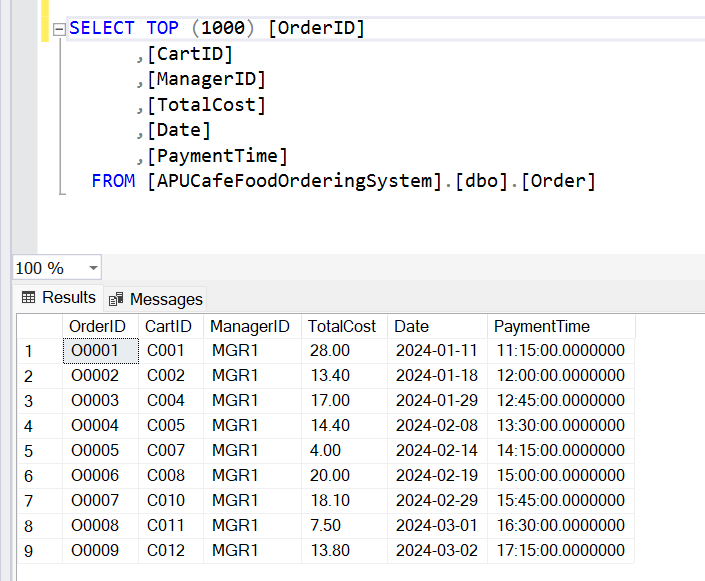 SELECT TOP (1000) [OrderID]
,[CartID]
,[ManagerID]
,[TotalCost]
,[Date]
,[PaymentTime]
FROM [APUCafeFoodOrderingSystem].[dbo].[Order]
100 %
Results Messages
OrderID CartID ManagerID TotalCost Date PaymentTime
1 O0001 C001 MGR1 28.00 2024-01-11 11:15:00.0000000
2 O0002 C002 MGR1 13.40 2024-01-18 12:00:00.0000000
3 O0003 C004 MGR1 17.00 2024-01-29 12:45:00.0000000
4 O0004 C005 MGR1 14.40 2024-02-08 13:30:00.0000000
5 O0005 C007 MGR1 4.00 2024-02-14 14:15:00.0000000
6 O0006 C008 MGR1 20.00 2024-02-19 15:00:00.0000000
7 O0007 C010 MGR1 18.10 2024-02-29 15:45:00.0000000
8 O0008 C011 MGR1 7.50 2024-03-01 16:30:00.0000000
9 O0009 C012 MGR1 13.80 2024-03-02 17:15:00.0000000